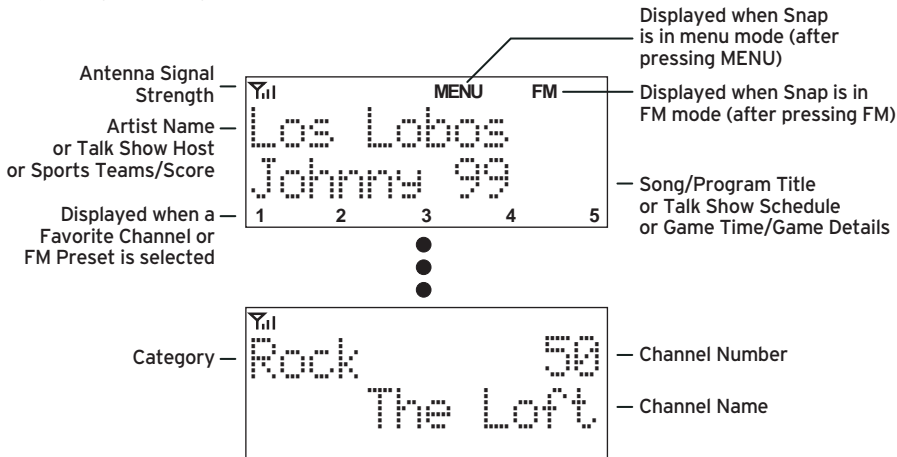 Displayed when Snap
is in menu mode (after
pressing MENU)
Antenna Signal
Strength
MENU FM
Displayed when Snap is in
FM mode (after pressing FM)
Artist Name
or Talk Show Host
or Sports Teams/Score
Los Lobos
Johnny 99
Song/Program Title
or Talk Show Schedule
or Game Time/Game Details
Displayed when a
Favorite Channel or
FM Preset is selected
1 2 3 4 5
Category
Rock 50
Channel Number
The Loft
Channel Name